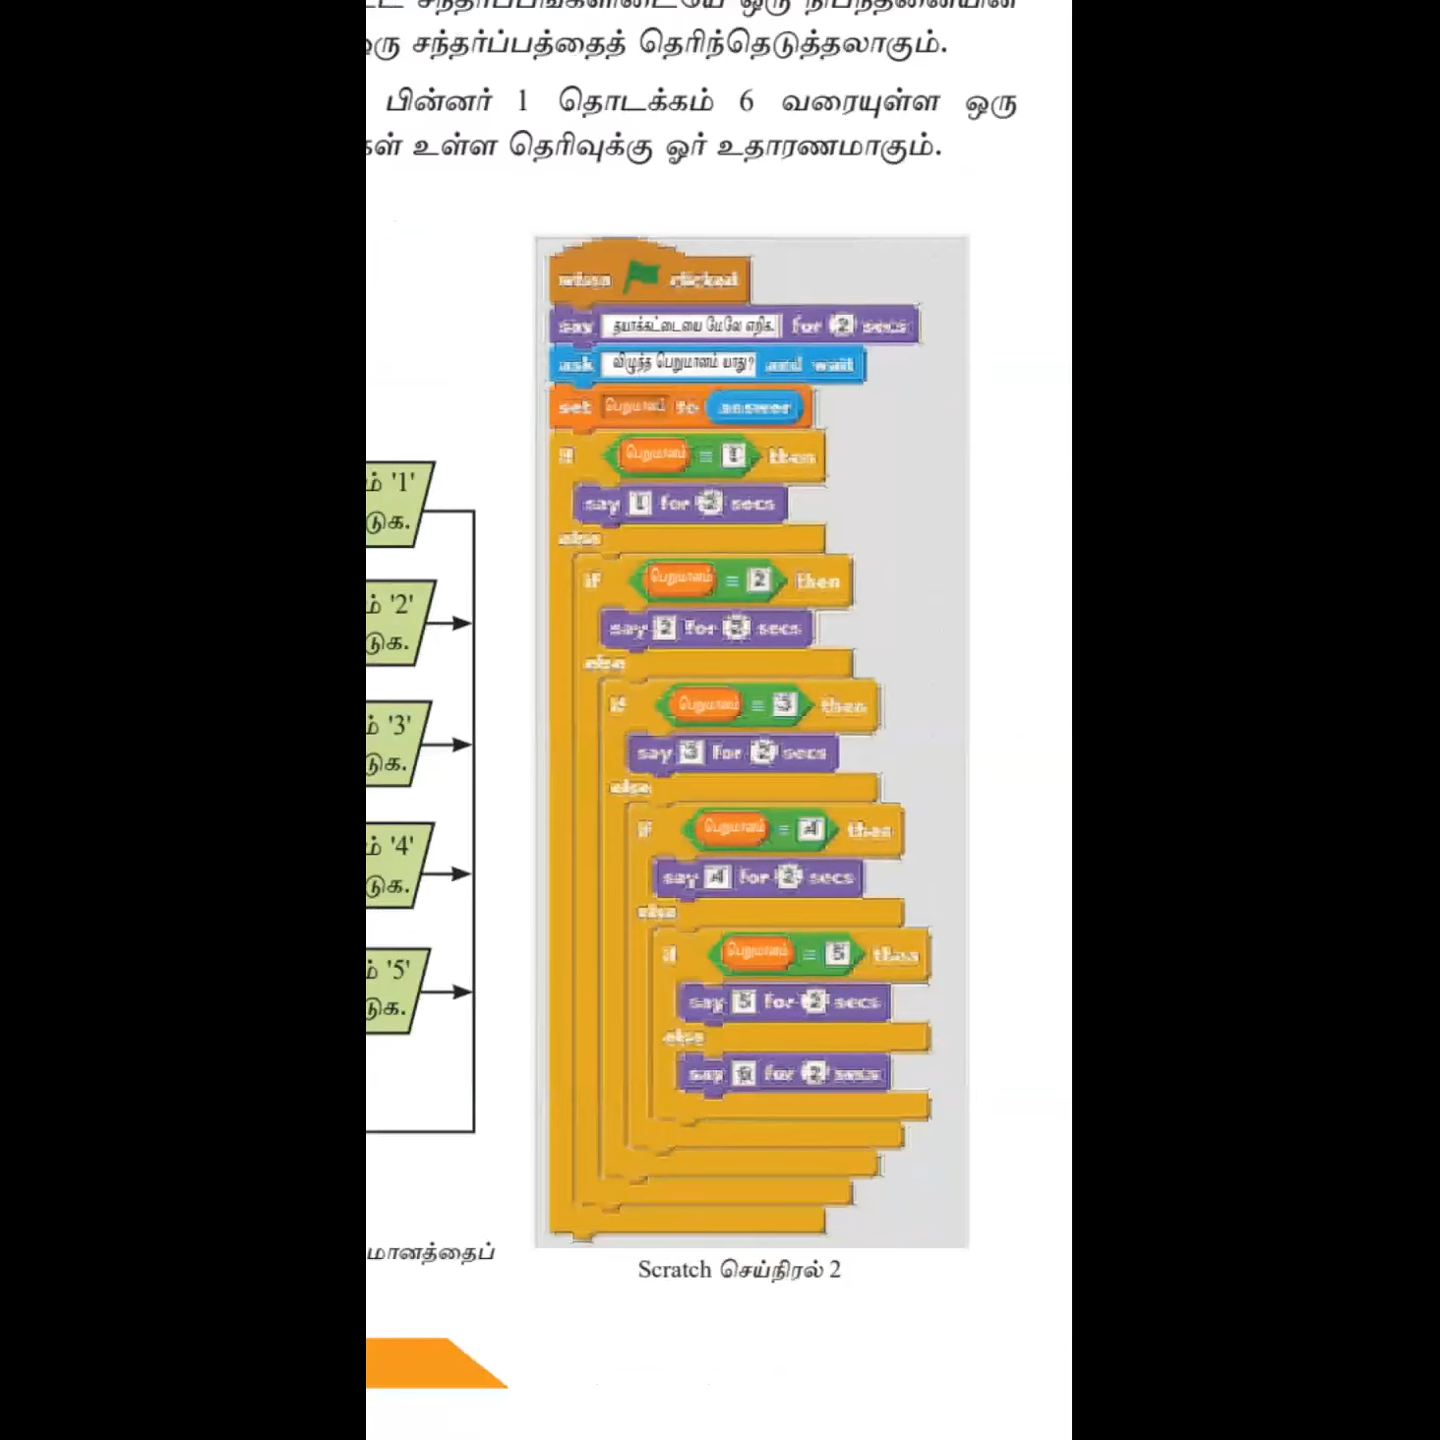 ஒரு சந்தர்ப்பத்தைத் தெரிந்தெடுத்தலாகும்.
பின்னர் 1 தொடக்கம் 6 வரையுள்ள ஒரு
கள் உள்ள தெரிவுக்கு ஓர் உதாரணமாகும்.
ம் '1'
டுக.
ம் '2'
டுக.
ம் '3'
டுக.
ம் '4'
டுக.
ம் '5'
டுக.
மானத்தைப்
when clicked
say தயாக்கட்டையை மேலே எறிக. for 2 secs
ask விழுந்த பெறுமானம் யாது? and wait
set பெறுமானம் to answer
if பெறுமானம் = 1 then
say 1 for 2 secs
else
if பெறுமானம் = 2 then
say 2 for 2 secs
else
if பெறுமானம் = 3 then
say 3 for 2 secs
else
if பெறுமானம் = 4 then
say 4 for 2 secs
else
if பெறுமானம் = 5 then
say 5 for 2 secs
else
say 6 for 2 secs
Scratch செய்நிரல் 2